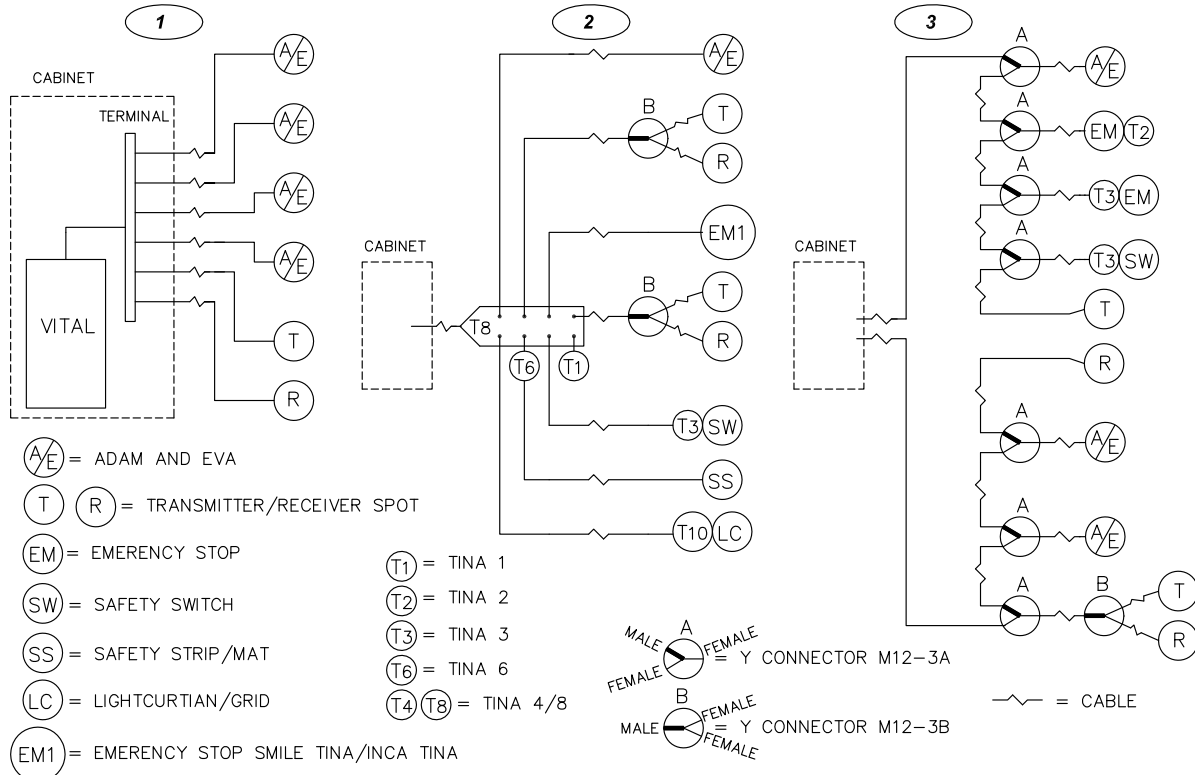 1
CABINET
TERMINAL
VITAL
A/E
A/E
A/E
A/E
T
R
2
CABINET
T8
A/E
B
T
R
EM1
B
T
R
T6
T1
T3 SW
SS
T10 LC
3
CABINET
A
A/E
A
EM T2
A
T3 EM
A
T3 SW
T
R
A
A/E
A
A/E
A
B
T
R
A/E = ADAM AND EVA
T R = TRANSMITTER/RECEIVER SPOT
EM = EMERENCY STOP
SW = SAFETY SWITCH
SS = SAFETY STRIP/MAT
LC = LIGHTCURTIAN/GRID
EM1 = EMERENCY STOP SMILE TINA/INCA TINA
T1 = TINA 1
T2 = TINA 2
T3 = TINA 3
T6 = TINA 6
T4 T8 = TINA 4/8
A
MALE
FEMALE
FEMALE
= Y CONNECTOR M12-3A
B
MALE
FEMALE
FEMALE
= Y CONNECTOR M12-3B
= CABLE